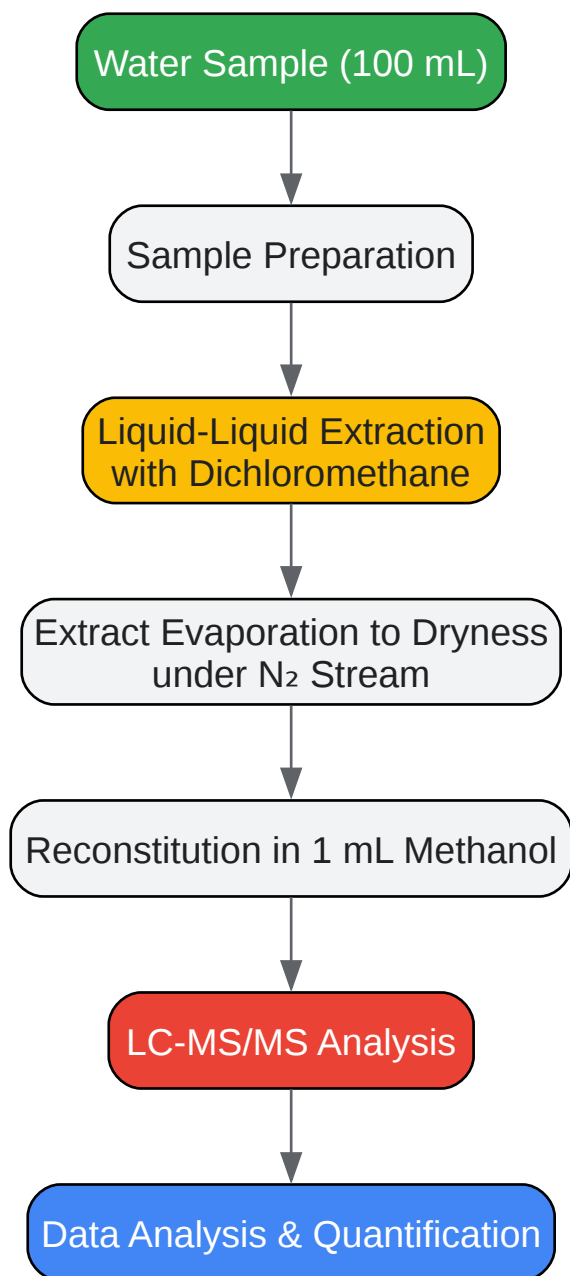 Water Sample (100 mL)
Sample Preparation
Liquid-Liquid Extraction
with Dichloromethane
Extract Evaporation to Dryness
under N₂ Stream
Reconstitution in 1 mL Methanol
LC-MS/MS Analysis
Data Analysis & Quantification